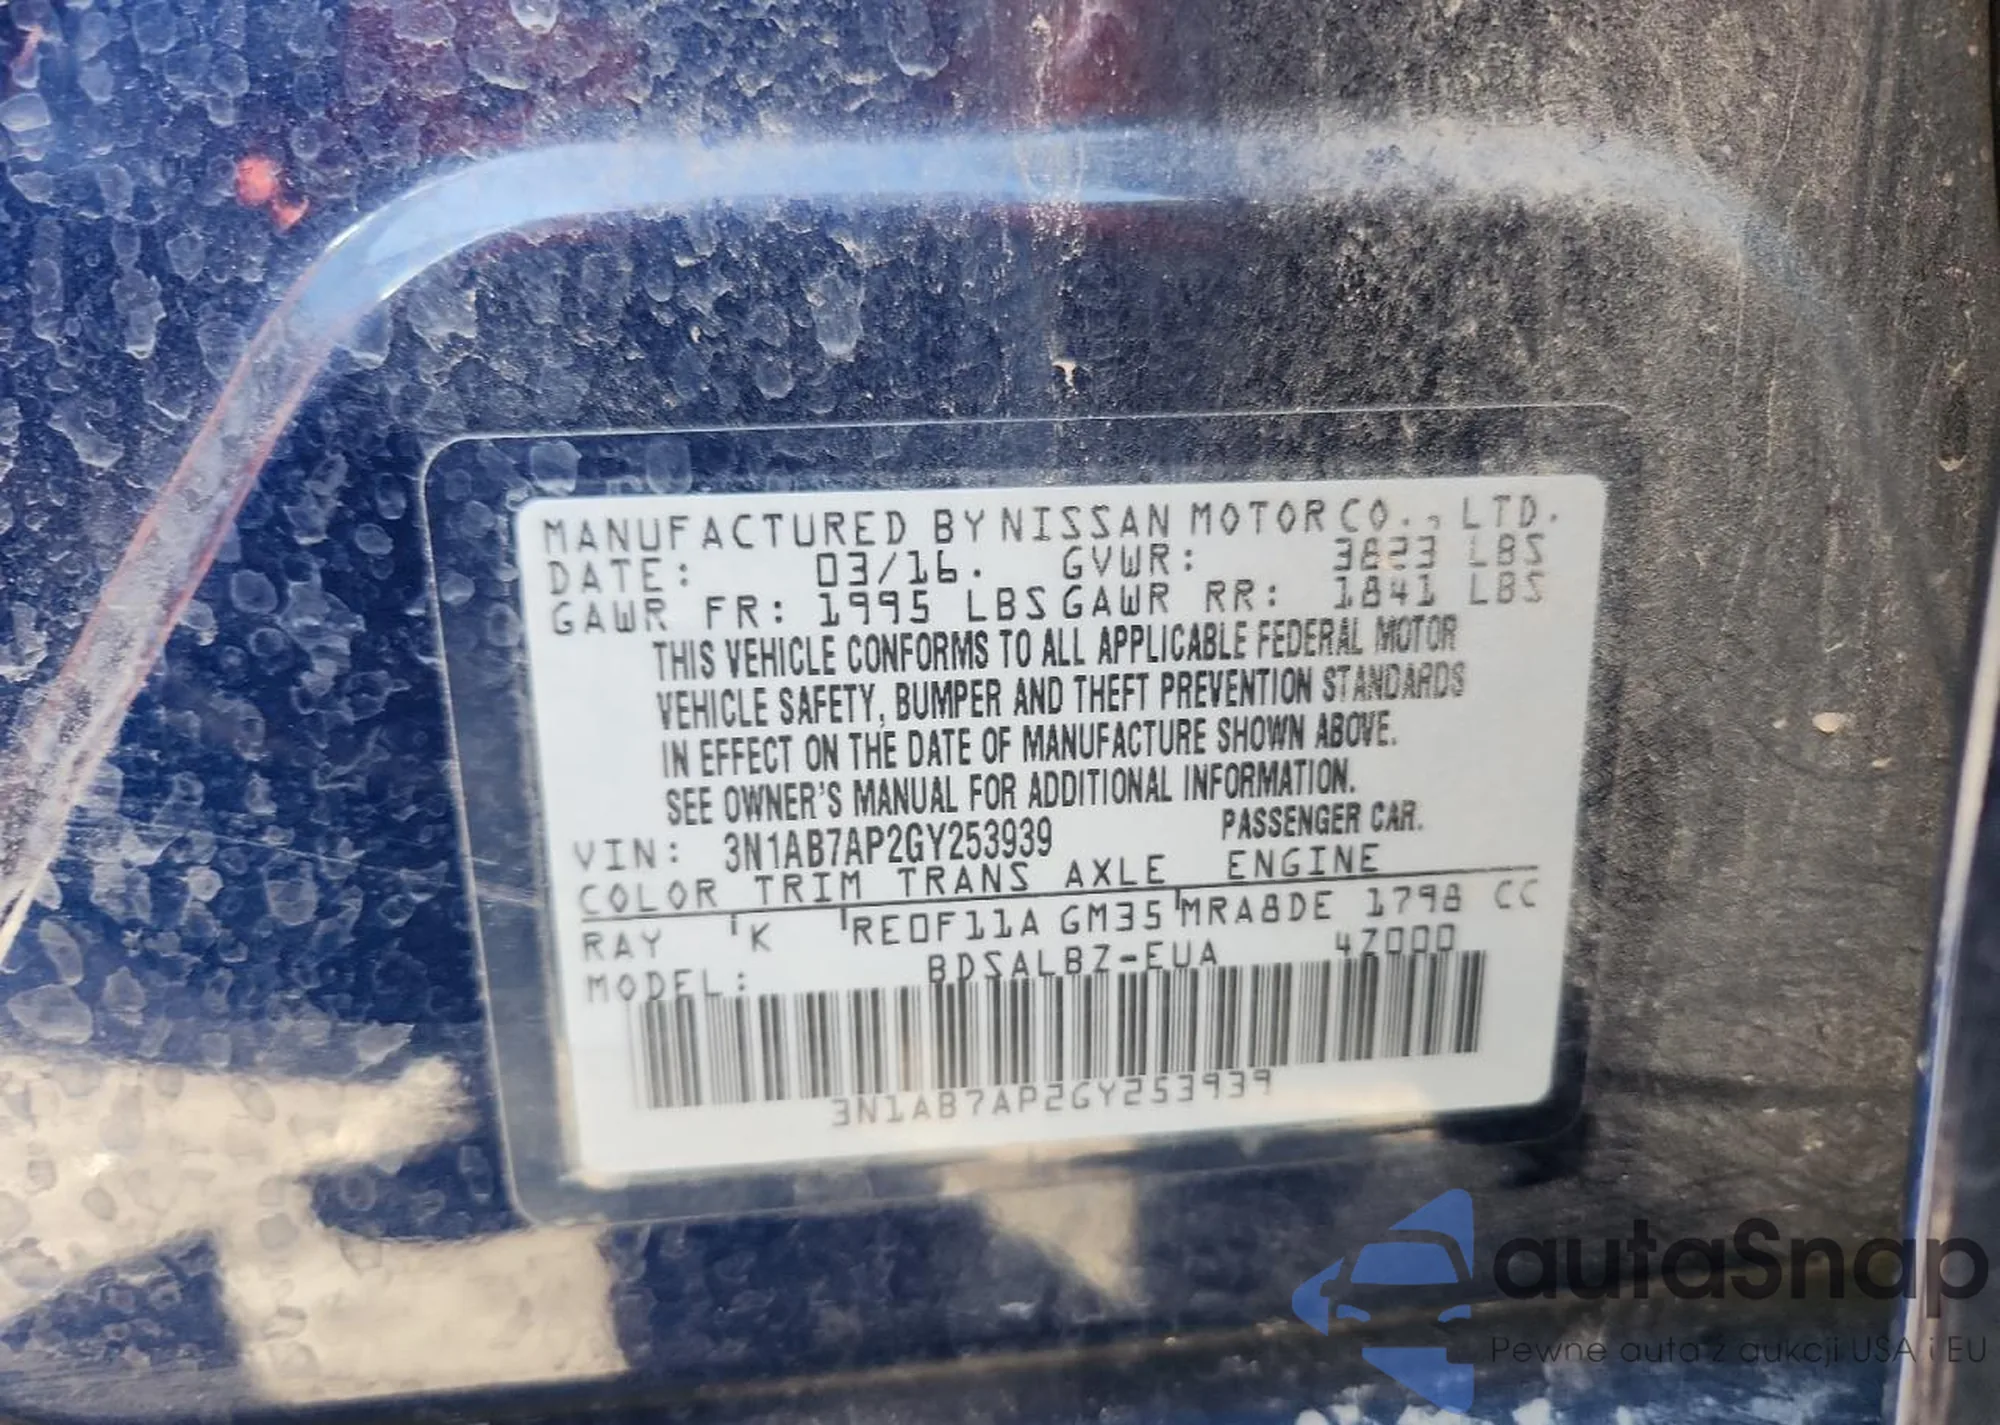 MANUFACTURED BY NISSAN MOTOR CO., LTD.
DATE: 03/16. GVWR: 3823 LBS
GAWR FR: 1995 LBS GAWR RR: 1841 LBS
THIS VEHICLE CONFORMS TO ALL APPLICABLE FEDERAL MOTOR
VEHICLE SAFETY, BUMPER AND THEFT PREVENTION STANDARDS
IN EFFECT ON THE DATE OF MANUFACTURE SHOWN ABOVE.
SEE OWNER'S MANUAL FOR ADDITIONAL INFORMATION.
VIN: 3N1AB7AP2GY253939 PASSENGER CAR.
COLOR TRIM TRANS AXLE ENGINE
RAY K RE0F11A GM35 MRA8DE 1798 CC
MODEL: BDSALBZ-EUA 4Z000
3N1AB7AP2GY253939
autaSnap
Pewne auta z aukcji USA i EU